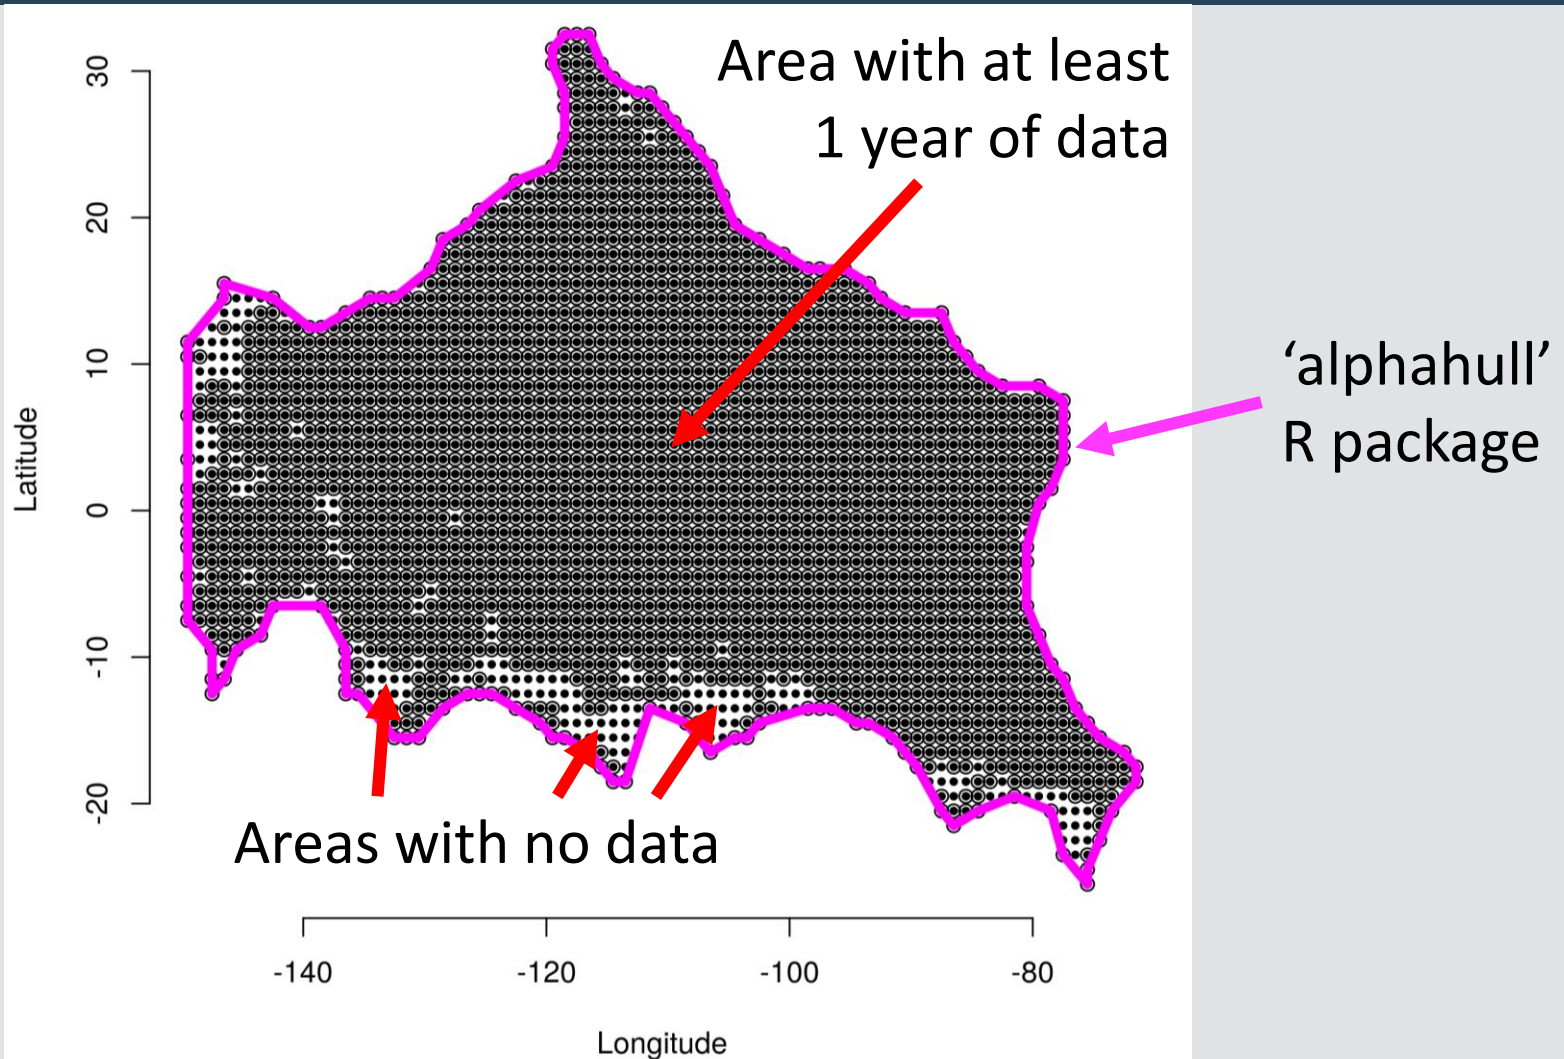 Area with at least
1 year of data
‘alphahull’
R package
Areas with no data
Latitude
30
20
10
0
-10
-20
-140 -120 -100 -80
Longitude